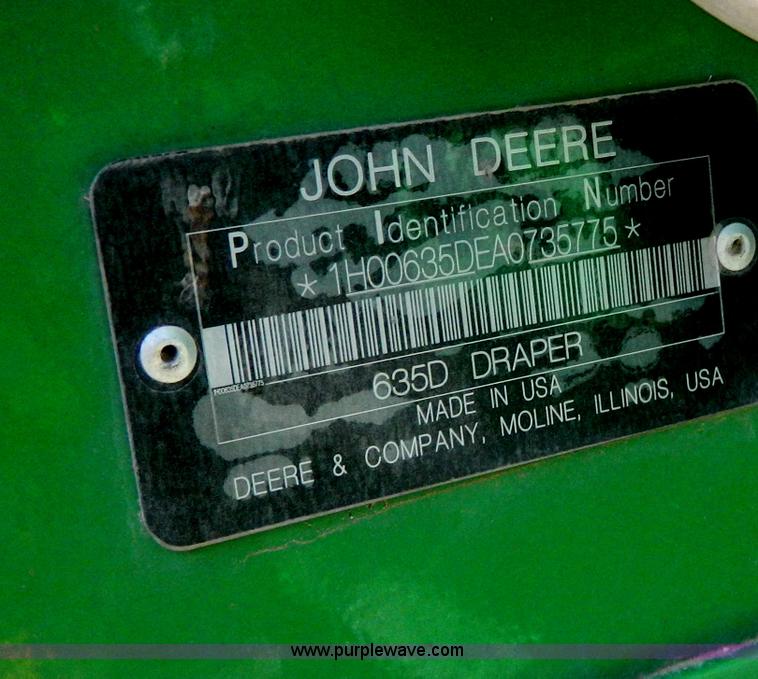 JOHN DEERE
Product Identification Number
*1H00635DEA0735775*
1H00635DEA0735775
635D DRAPER
MADE IN USA
DEERE & COMPANY, MOLINE, ILLINOIS, USA
www.purplewave.com